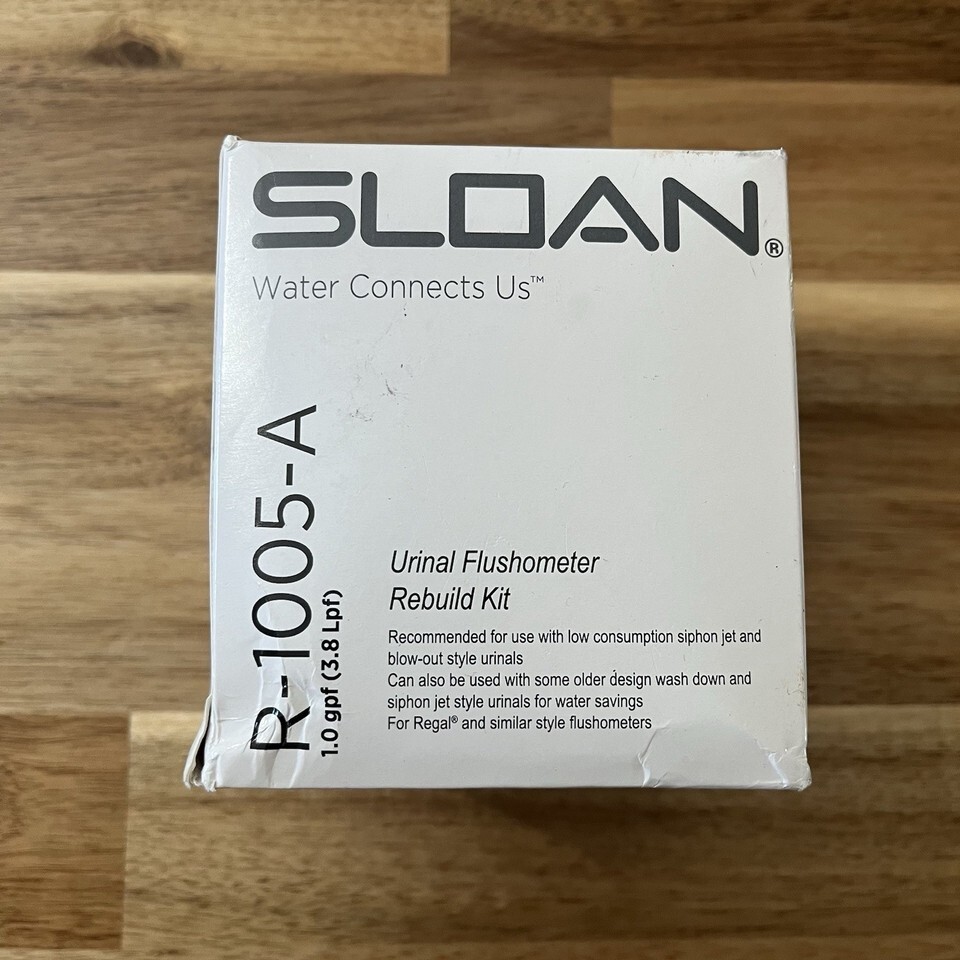 SLOAN®
Water Connects Us™
R-1005-A
1.0 gpf (3.8 Lpf)
Urinal Flushometer
Rebuild Kit
Recommended for use with low consumption siphon jet and
blow-out style urinals
Can also be used with some older design wash down and
siphon jet style urinals for water savings
For Regal® and similar style flushometers